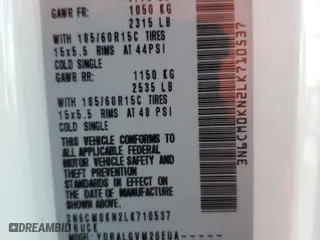 GAWR FR: 1050 KG
2315 LB
WITH 185/60R15C TIRES
15x5.5 RIMS AT 44PSI
COLD SINGLE
GAWR RR: 1150 KG
2535 LB
WITH 185/60R15C TIRES
15x5.5 RIMS AT 48 PSI
COLD SINGLE
THIS VEHICLE CONFORMS TO
ALL APPLICABLE FEDERAL
MOTOR VEHICLE SAFETY AND
THEFT PREVENTION
STANDARDS IN EFFECT ON
THE DATE OF MANUFACTURE
SHOWN ABOVE.
3N6CM0KN2LK710537
TRUCK
3N6CM0KN2LK710537
DREAMBID